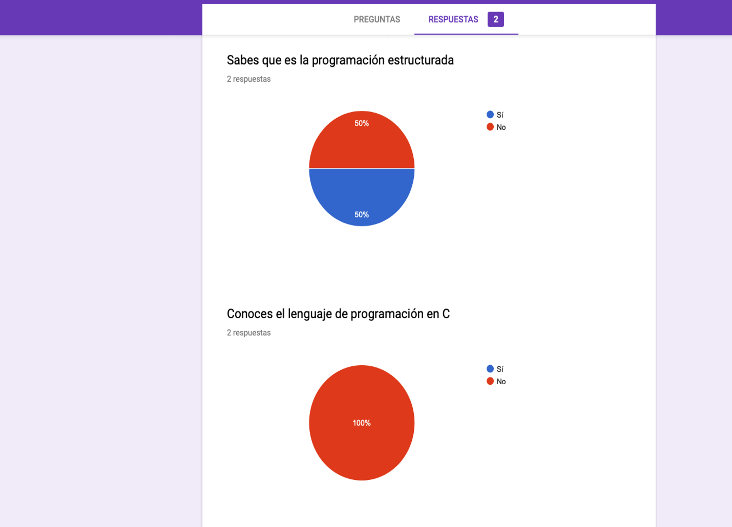 PREGUNTAS RESPUESTAS 2
Sabes que es la programación estructurada
2 respuestas
50%
Sí
No
50%
Conoces el lenguaje de programación en C
2 respuestas
Sí
No
100%